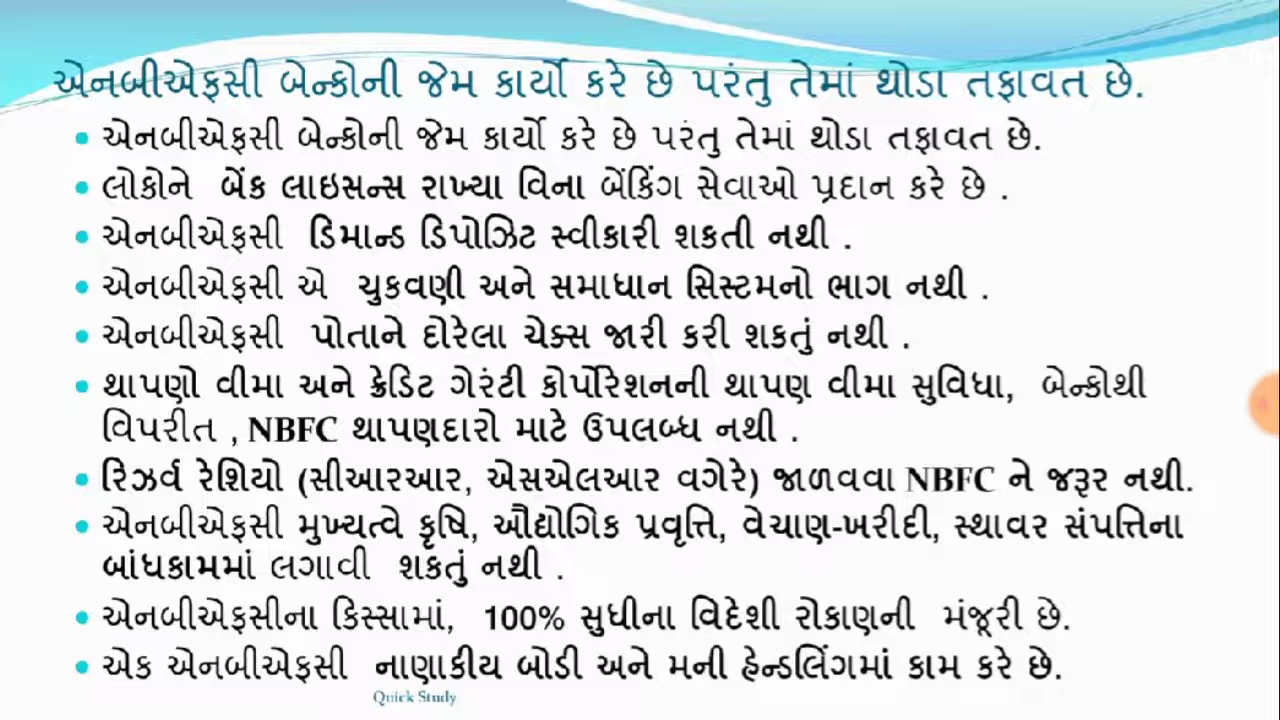 એનબીએફસી બેન્કોની જેમ કાર્યો કરે છે પરંતુ તેમાં થોડા તફાવત છે.
• એનબીએફસી બેન્કોની જેમ કાર્યો કરે છે પરંતુ તેમાં થોડા તફાવત છે.
• લોકોને બેંક લાઇસન્સ રાખ્યા વિના બેંકિંગ સેવાઓ પ્રદાન કરે છે .
• એનબીએફસી ડિમાન્ડ ડિપોઝિટ સ્વીકારી શકતી નથી .
• એનબીએફસી એ ચુકવણી અને સમાધાન સિસ્ટમનો ભાગ નથી .
• એનબીએફસી પોતાને દોરેલા ચેક્સ જારી કરી શકતું નથી .
• થાપણો વીમા અને ક્રેડિટ ગેરંટી કોર્પોરેશનની થાપણ વીમા સુવિધા, બેન્કોથી
વિપરીત , NBFC થાપણદારો માટે ઉપલબ્ધ નથી .
• રિઝર્વ રેશિયો (સીઆરઆર, એસએલઆર વગેરે) જાળવવા NBFC ને જરૂર નથી.
• એનબીએફસી મુખ્યત્વે કૃષિ, ઔદ્યોગિક પ્રવૃત્તિ, વેચાણ-ખરીદી, સ્થાવર સંપત્તિના
બાંધકામમાં લગાવી શકતું નથી .
• એનબીએફસીના કિસ્સામાં, 100% સુધીના વિદેશી રોકાણની મંજૂરી છે.
• એક એનબીએફસી નાણાકીય બોડી અને મની હેન્ડલિંગમાં કામ કરે છે.
Quick Study